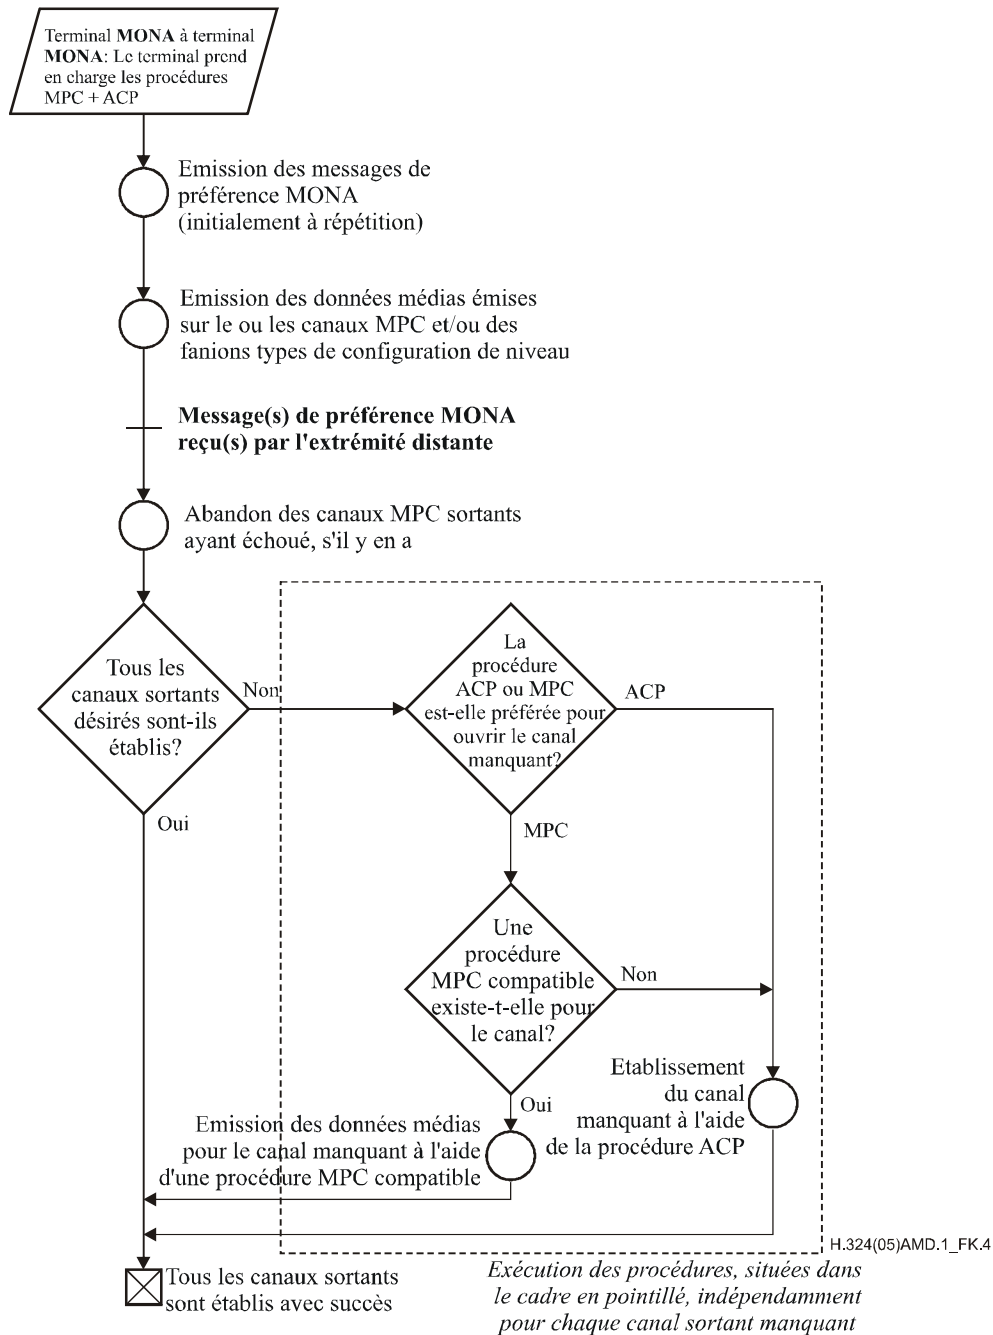 Terminal MONA à terminal
MONA: Le terminal prend
en charge les procédures
MPC + ACP
Emission des messages de
préférence MONA
(initialement à répétition)
Emission des données médias émises
sur le ou les canaux MPC et/ou des
fanions types de configuration de niveau
Message(s) de préférence MONA
reçu(s) par l'extrémité distante
Abandon des canaux MPC sortants
ayant échoué, s'il y en a
Tous les
canaux sortants
désirés sont-ils
établis?
Non
Oui
La
procédure
ACP ou MPC
est-elle préférée pour
ouvrir le canal
manquant?
ACP
MPC
Une
procédure
MPC compatible
existe-t-elle pour
le canal?
Non
Oui
Etablissement
du canal
manquant à l'aide
de la procédure ACP
Emission des données médias
pour le canal manquant à l'aide
d'une procédure MPC compatible
H.324(05)AMD.1_FK.4
Tous les canaux sortants
sont établis avec succès
Exécution des procédures, situées dans
le cadre en pointillé, indépendamment
pour chaque canal sortant manquant